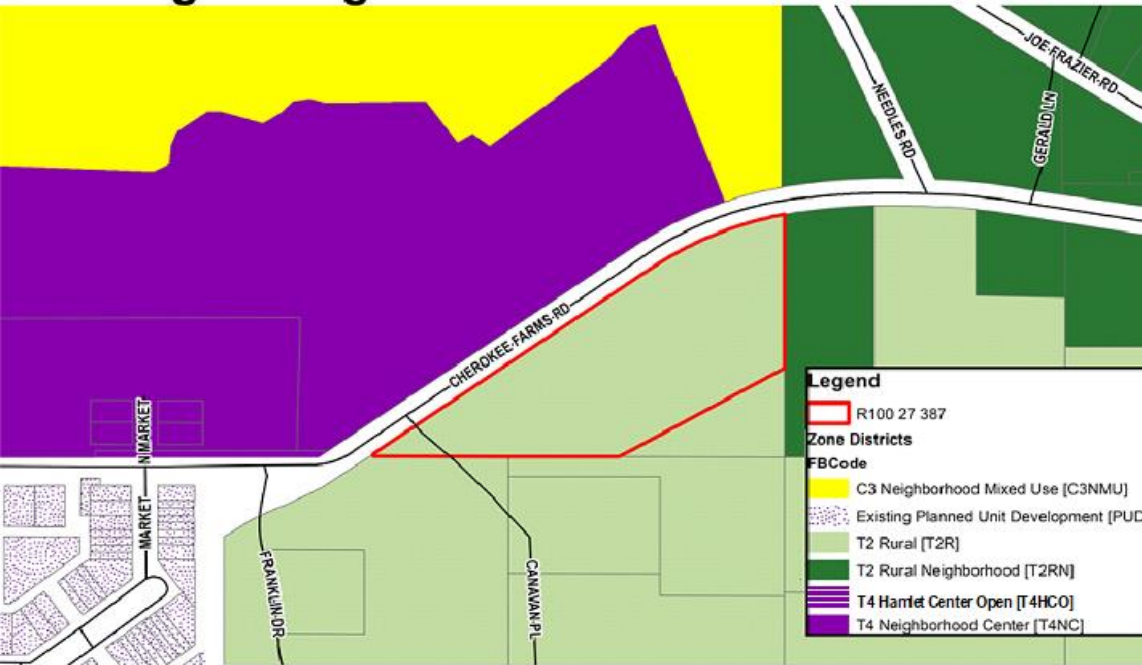 JOE FRAZIER RD
NEEDLES RD
GERALD LN
CHEROKEE FARMS RD
N MARKET
MARKET
FRANKLIN DR
CANAVAN PL
Legend
R100 27 387
Zone Districts
FBCode
C3 Neighborhood Mixed Use [C3NMU]
Existing Planned Unit Development [PUD
T2 Rural [T2R]
T2 Rural Neighborhood [T2RN]
T4 Hamlet Center Open [T4HCO]
T4 Neighborhood Center [T4NC]